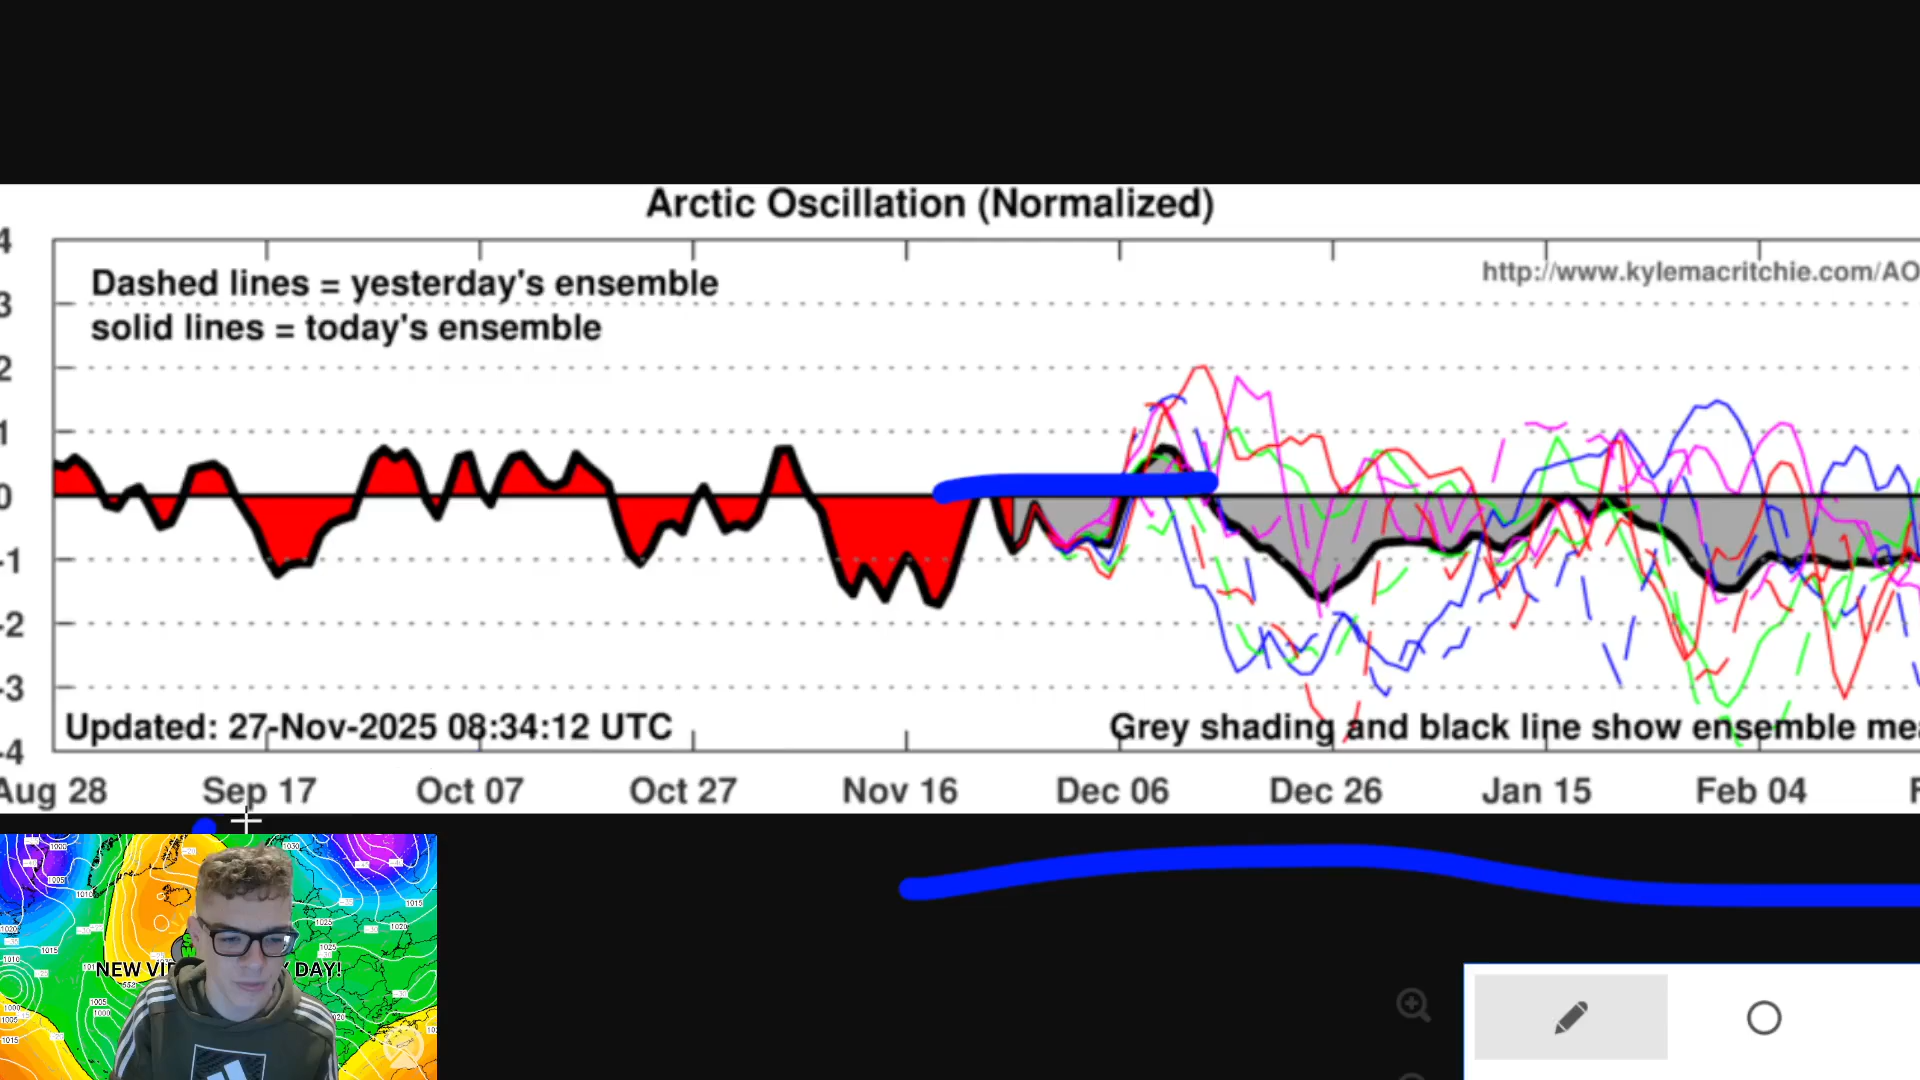 Arctic Oscillation (Normalized)
4
Dashed lines = yesterday's ensemble
http://www.kylemacritchie.com/AO
3
solid lines = today's ensemble
2
1
0
-1
-2
-3
Updated: 27-Nov-2025 08:34:12 UTC
Grey shading and black line show ensemble me
-4
Aug 28 Sep 17 Oct 07 Oct 27 Nov 16 Dec 06 Dec 26 Jan 15 Feb 04 F
NEW VI DAY!